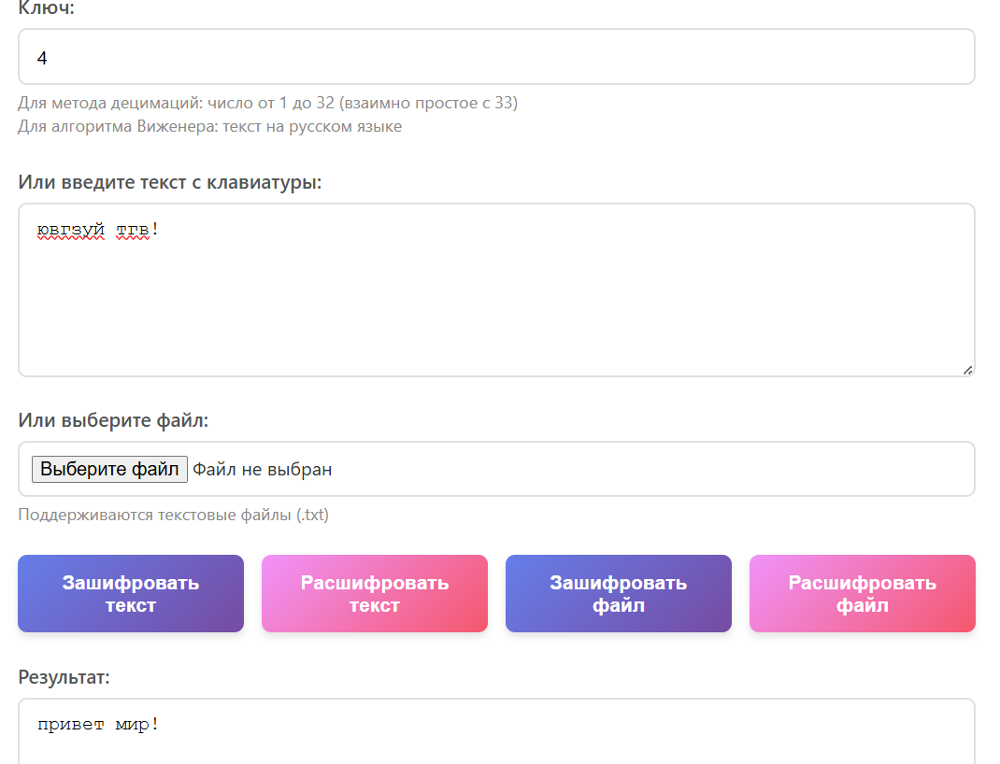 Ключ:
4
Для метода децимаций: число от 1 до 32 (взаимно простое с 33)
Для алгоритма Виженера: текст на русском языке
Или введите текст с клавиатуры:
ювгзуй тгв!
Или выберите файл:
Выберите файл Файл не выбран
Поддерживаются текстовые файлы (.txt)
Зашифровать текст
Расшифровать текст
Зашифровать файл
Расшифровать файл
Результат:
привет мир!